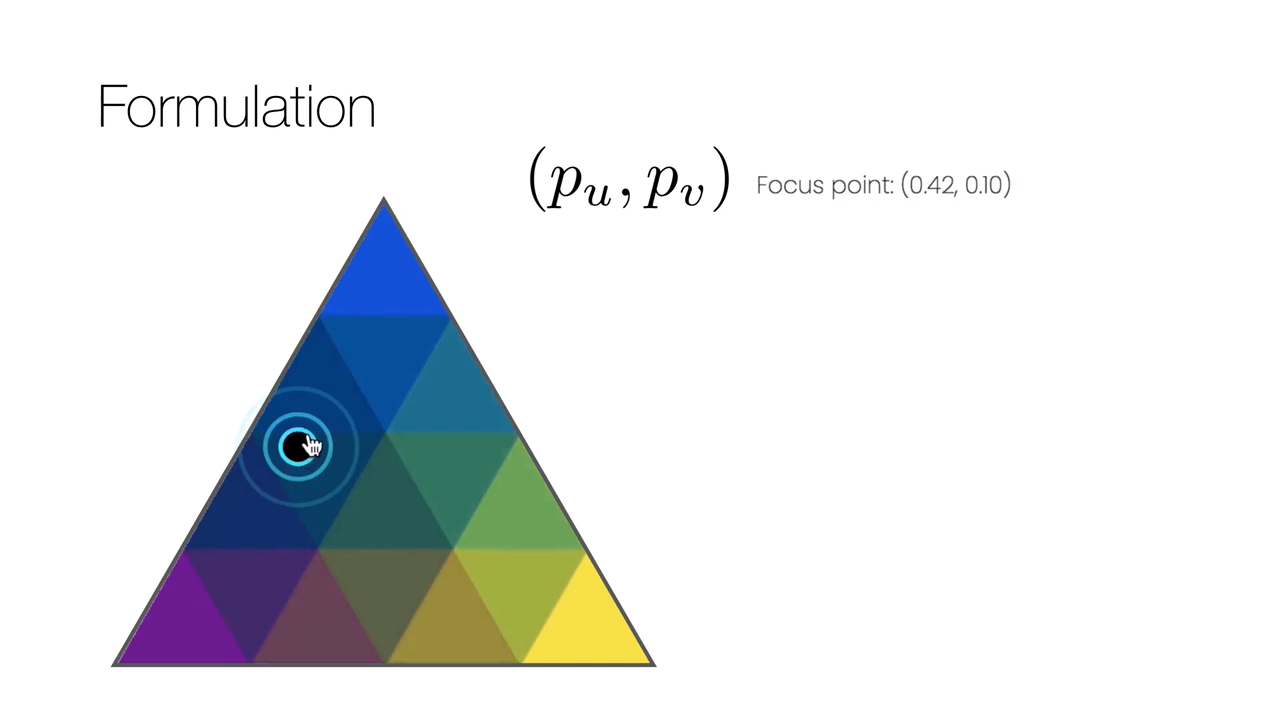 Formulation
(p_u, p_v) Focus point: (0.42, 0.10)